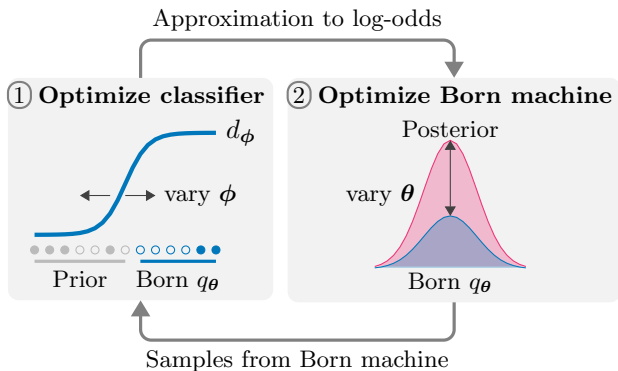 Approximation to log-odds
1 Optimize classifier
d_ϕ
vary ϕ
Prior
Born q_θ
2 Optimize Born machine
Posterior
vary θ
Born q_θ
Samples from Born machine